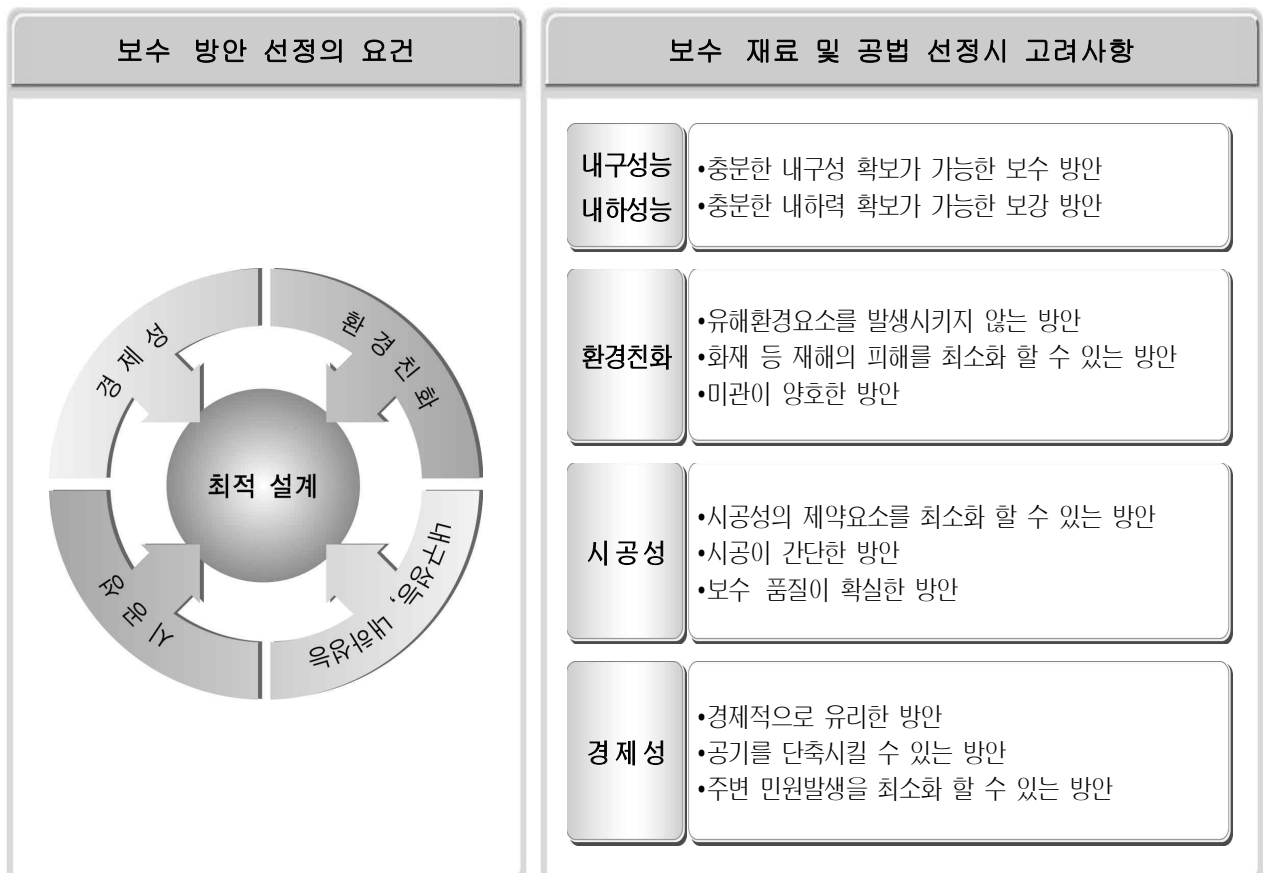 보수 방안 선정의 요건
경제성
환경친화
최적 설계
시공성
내구성능, 내하성능
보수 재료 및 공법 선정시 고려사항
내구성능
내하성능
•충분한 내구성 확보가 가능한 보수 방안
•충분한 내하력 확보가 가능한 보강 방안
환경친화
•유해환경요소를 발생시키지 않는 방안
•화재 등 재해의 피해를 최소화 할 수 있는 방안
•미관이 양호한 방안
시공성
•시공성의 제약요소를 최소화 할 수 있는 방안
•시공이 간단한 방안
•보수 품질이 확실한 방안
경제성
•경제적으로 유리한 방안
•공기를 단축시킬 수 있는 방안
•주변 민원발생을 최소화 할 수 있는 방안